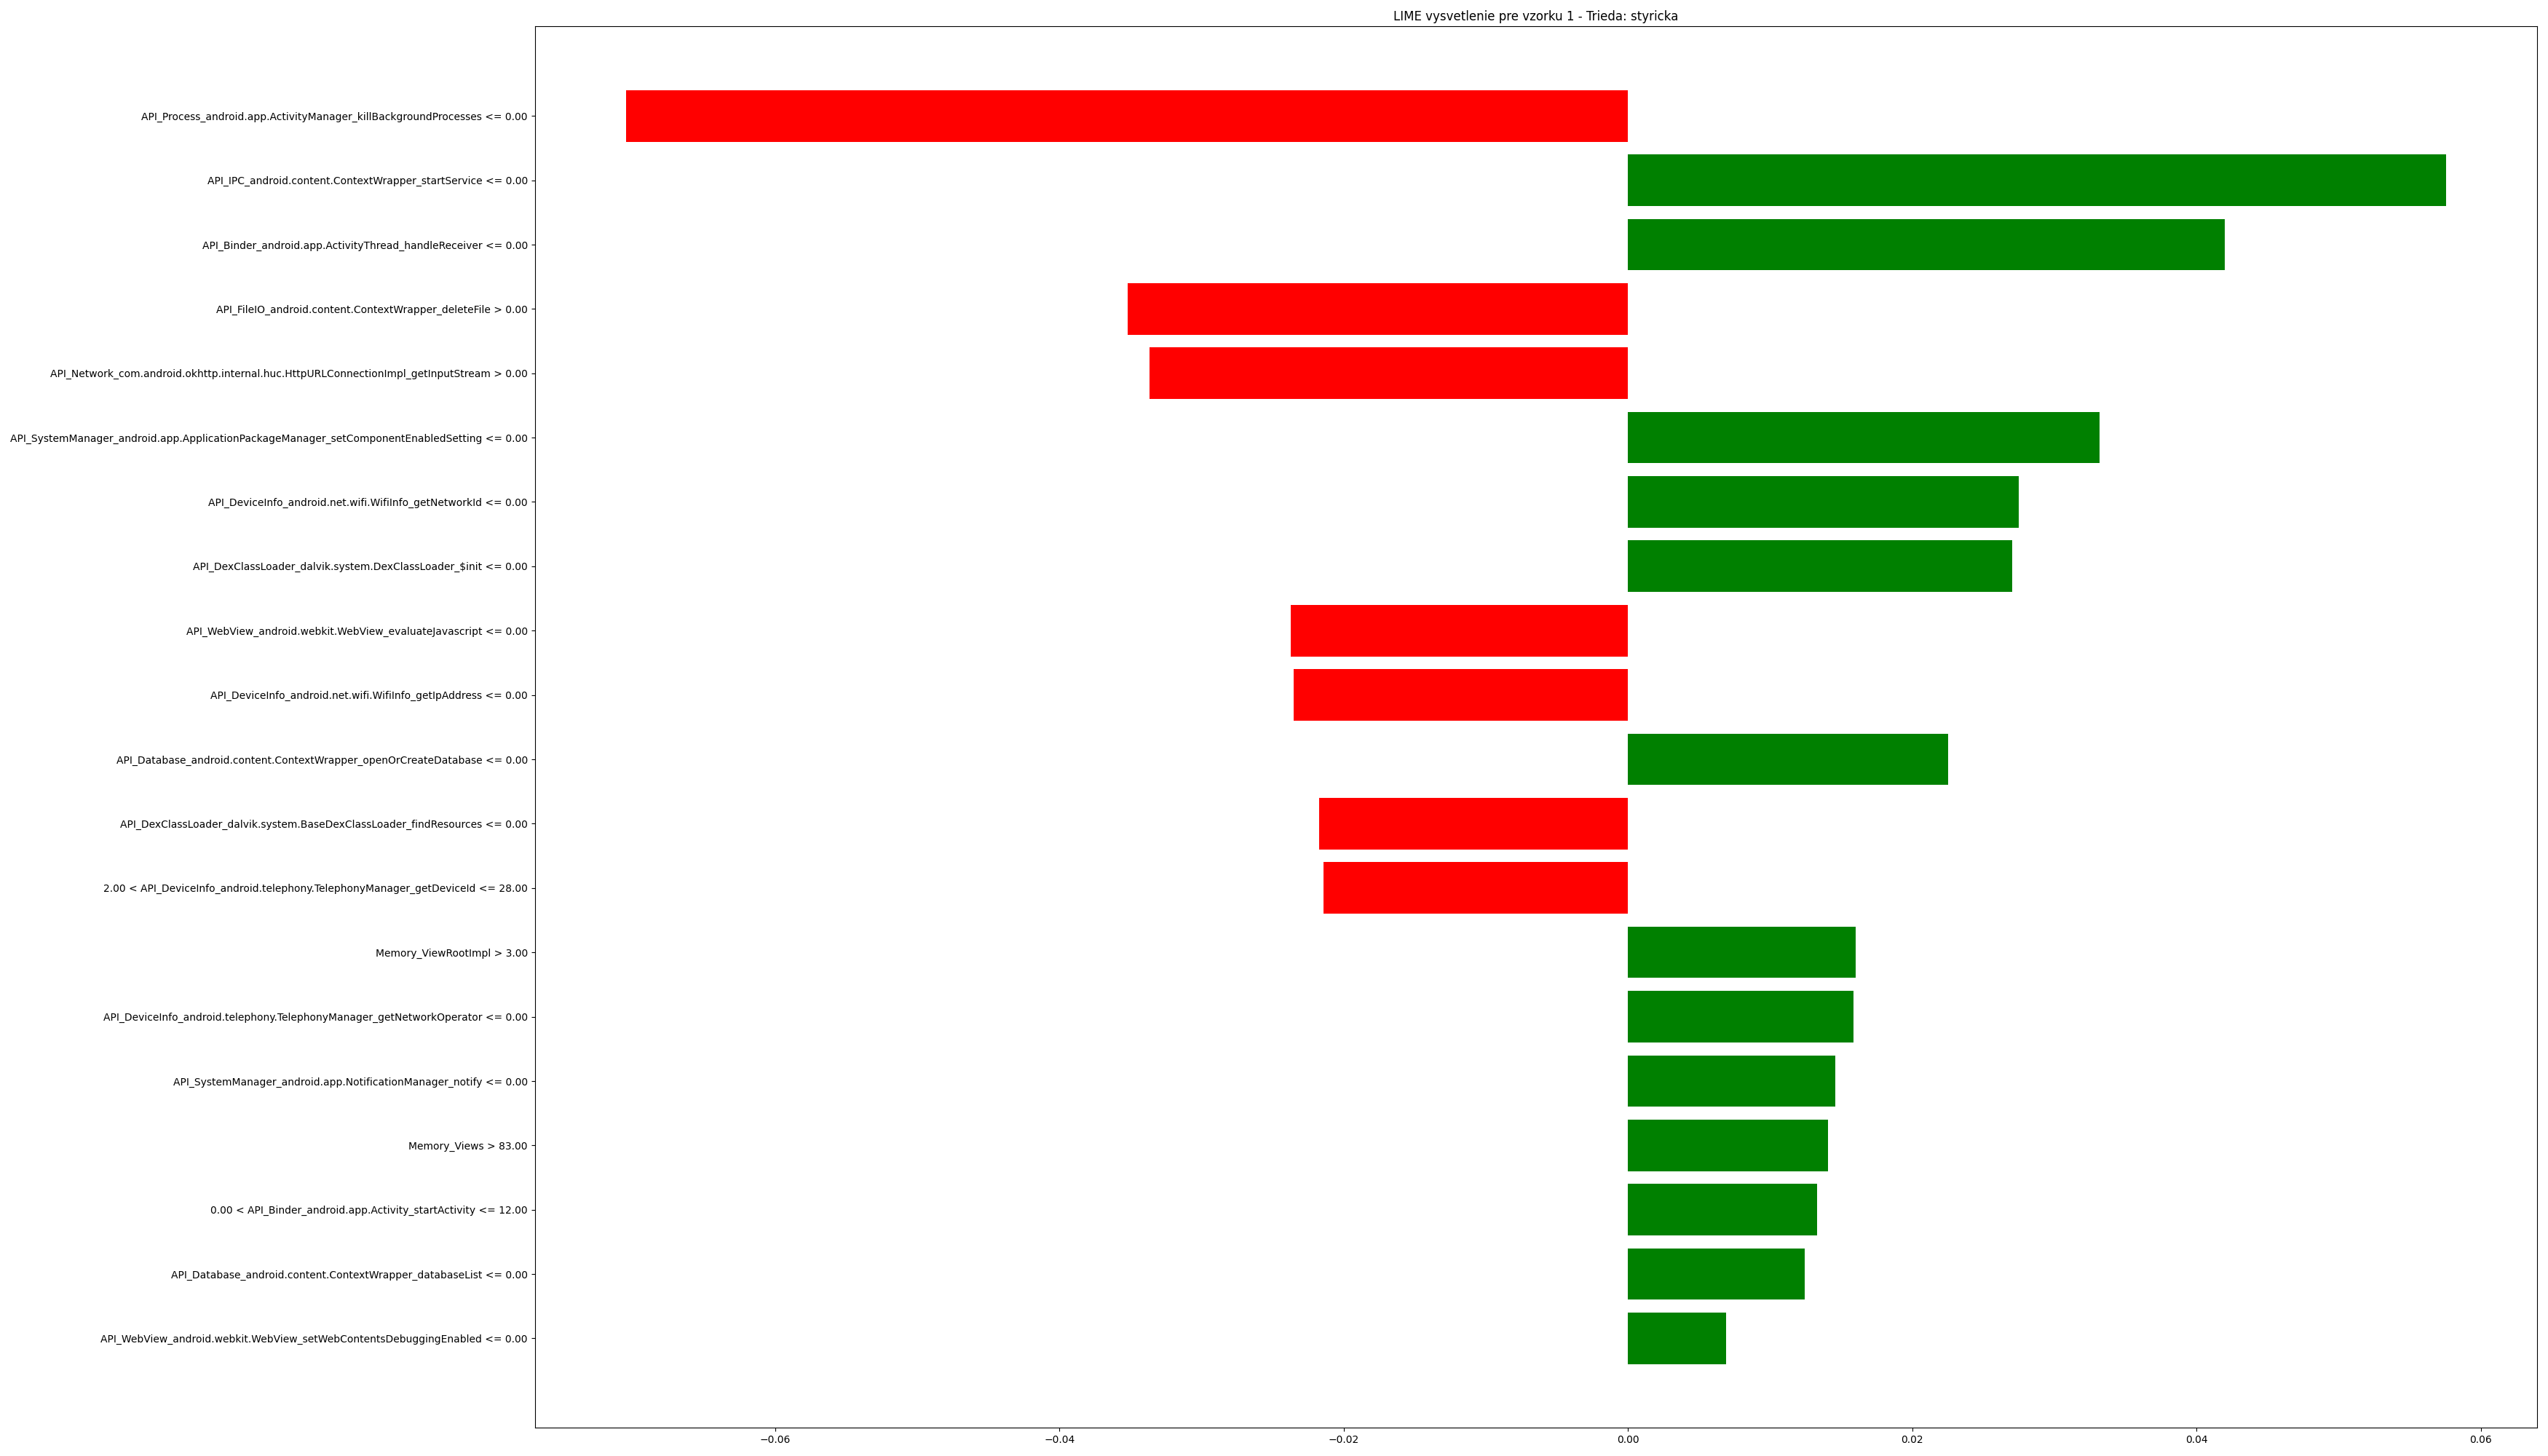 LIME vysvetlenie pre vzorku 1 - Trieda: styricka
API_Process_android.app.ActivityManager_killBackgroundProcesses <= 0.00
API_IPC_android.content.ContextWrapper_startService <= 0.00
API_Binder_android.app.ActivityThread_handleReceiver <= 0.00
API_FileIO_android.content.ContextWrapper_deleteFile > 0.00
API_Network_com.android.okhttp.internal.huc.HttpURLConnectionImpl_getInputStream > 0.00
API_SystemManager_android.app.ApplicationPackageManager_setComponentEnabledSetting <= 0.00
API_DeviceInfo_android.net.wifi.WifiInfo_getNetworkId <= 0.00
API_DexClassLoader_dalvik.system.DexClassLoader_$init <= 0.00
API_WebView_android.webkit.WebView_evaluateJavascript <= 0.00
API_DeviceInfo_android.net.wifi.WifiInfo_getIpAddress <= 0.00
API_Database_android.content.ContextWrapper_openOrCreateDatabase <= 0.00
API_DexClassLoader_dalvik.system.BaseDexClassLoader_findResources <= 0.00
2.00 < API_DeviceInfo_android.telephony.TelephonyManager_getDeviceId <= 28.00
Memory_ViewRootImpl > 3.00
API_DeviceInfo_android.telephony.TelephonyManager_getNetworkOperator <= 0.00
API_SystemManager_android.app.NotificationManager_notify <= 0.00
Memory_Views > 83.00
0.00 < API_Binder_android.app.Activity_startActivity <= 12.00
API_Database_android.content.ContextWrapper_databaseList <= 0.00
API_WebView_android.webkit.WebView_setWebContentsDebuggingEnabled <= 0.00
−0.06 −0.04 −0.02 0.00 0.02 0.04 0.06